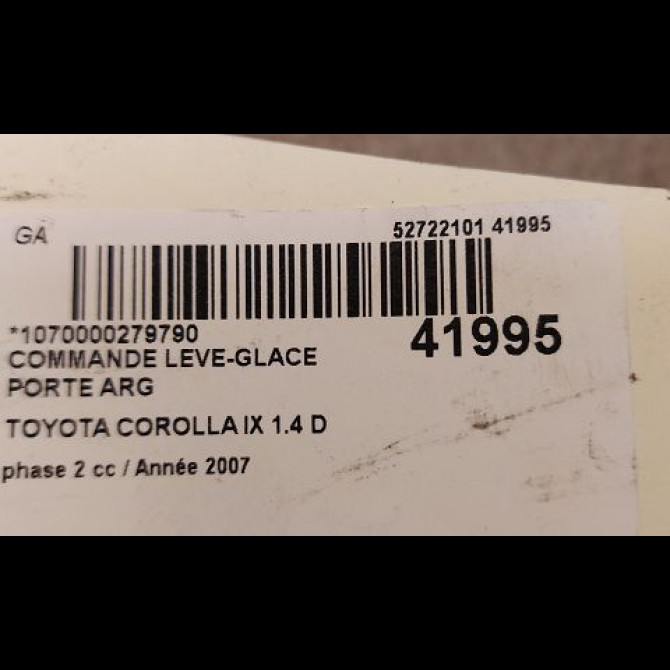 GA
52722101 41995
*1070000279790
41995
COMMANDE LEVE-GLACE
PORTE ARG
TOYOTA COROLLA IX 1.4 D
phase 2 cc / Année 2007